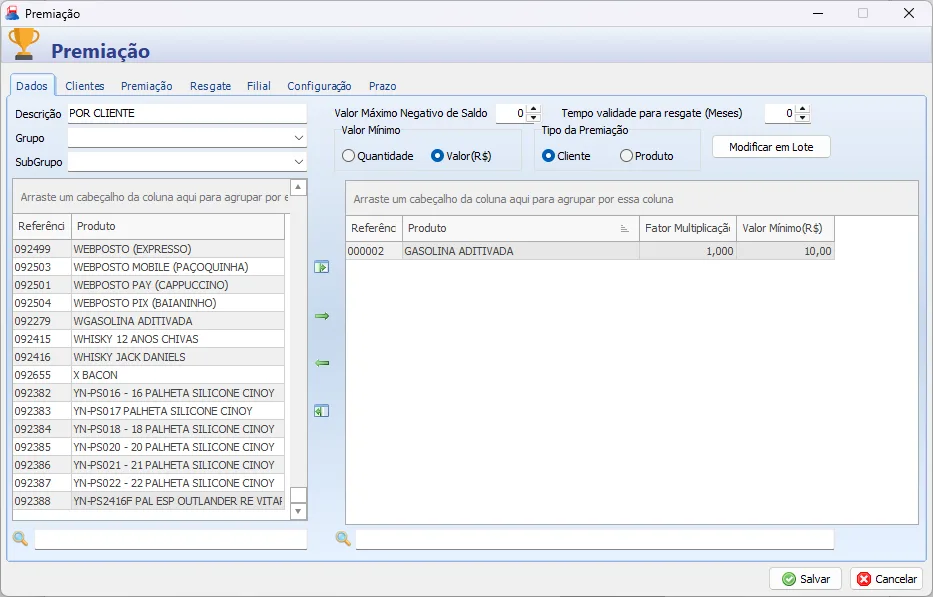 Premiação
Premiação
Dados Clientes Premiação Resgate Filial Configuração Prazo
Descrição POR CLIENTE
Grupo
SubGrupo
Valor Máximo Negativo de Saldo 0 Tempo validade para resgate (Meses) 0
Valor Mínimo Tipo da Premiação
Quantidade Valor(R$) Cliente Produto Modificar em Lote
Arraste um cabeçalho da coluna aqui para agrupar por e
Referênci Produto
092499 WEBPOSTO (EXPRESSO)
092503 WEBPOSTO MOBILE (PAÇOQUINHA)
092501 WEBPOSTO PAY (CAPPUCCINO)
092504 WEBPOSTO PIX (BAIANINHO)
092279 WGASOLINA ADITIVADA
092415 WHISKY 12 ANOS CHIVAS
092416 WHISKY JACK DANIELS
092655 X BACON
092382 YN-PS016 - 16 PALHETA SILICONE CINOY
092383 YN-PS017 PALHETA SILICONE CINOY
092384 YN-PS018 - 18 PALHETA SILICONE CINOY
092385 YN-PS020 - 20 PALHETA SILICONE CINOY
092386 YN-PS021 - 21 PALHETA SILICONE CINOY
092387 YN-PS022 - 22 PALHETA SILICONE CINOY
092388 YN-PS2416F PAL ESP OUTLANDER RE VITAR
Arraste um cabeçalho da coluna aqui para agrupar por essa coluna
Referênc Produto Fator Multiplicaçã Valor Mínimo(R$)
000002 GASOLINA ADITIVADA 1,000 10,00
Salvar Cancelar